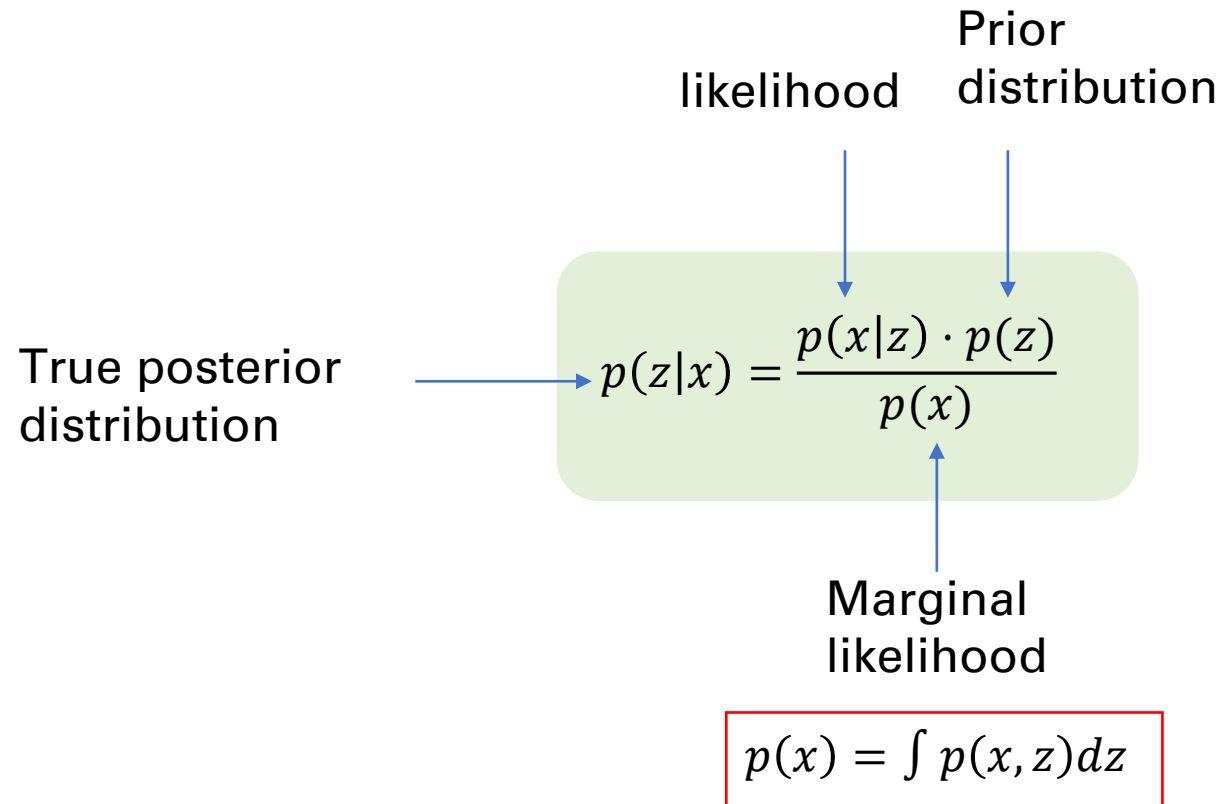 Prior
likelihood distribution
True posterior
distribution
p(z|x) = p(x|z) · p(z) / p(x)
Marginal
likelihood
p(x) = ∫ p(x, z)dz